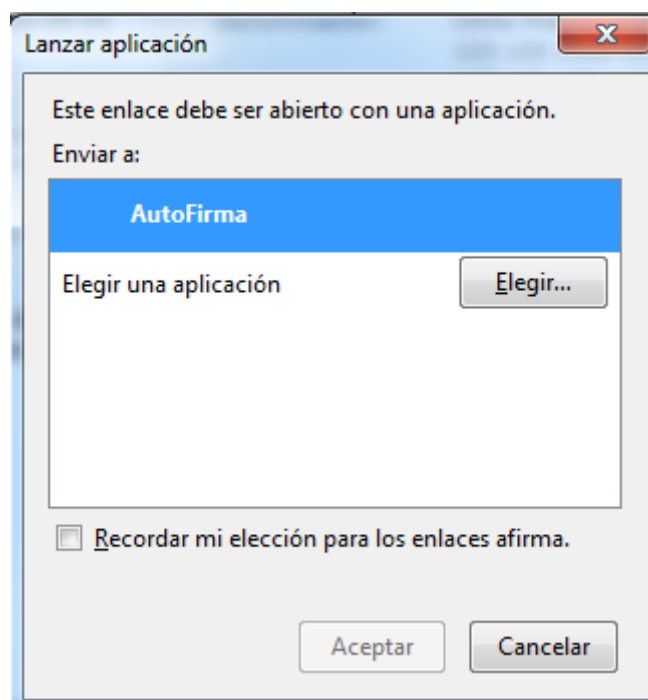 Lanzar aplicación
Este enlace debe ser abierto con una aplicación.
Enviar a:
AutoFirma
Elegir una aplicación
Elegir...
Recordar mi elección para los enlaces afirma.
Aceptar
Cancelar